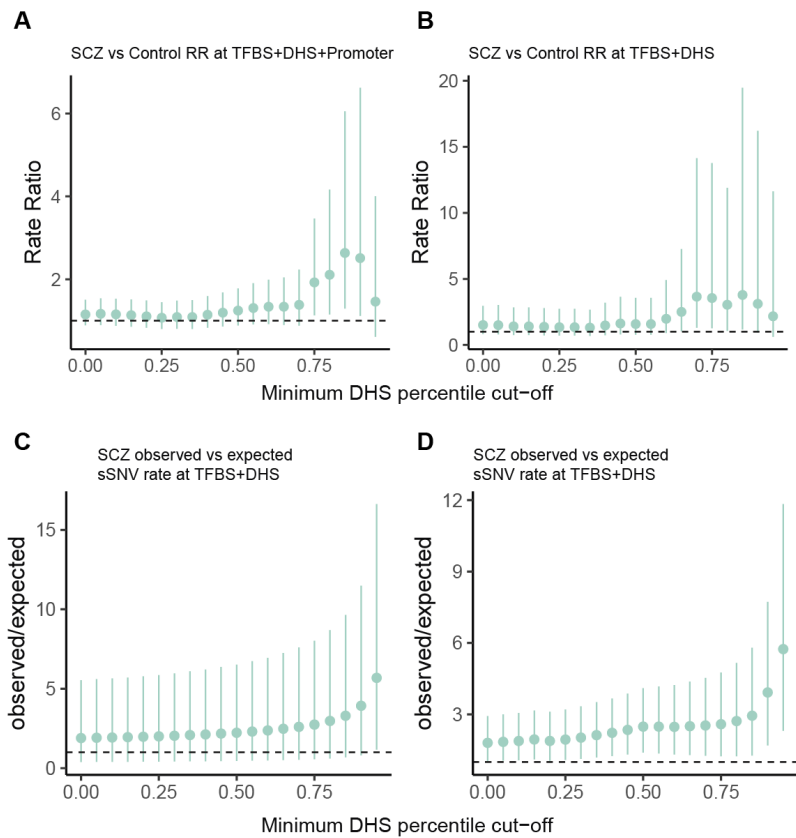 A
B
SCZ vs Control RR at TFBS+DHS+Promoter
SCZ vs Control RR at TFBS+DHS
Rate Ratio
6
4
2
0.00 0.25 0.50 0.75
Rate Ratio
20
15
10
5
0
0.00 0.25 0.50 0.75
Minimum DHS percentile cut-off
C
D
SCZ observed vs expected
sSNV rate at TFBS+DHS
SCZ observed vs expected
sSNV rate at TFBS+DHS
observed/expected
15
10
5
0
0.00 0.25 0.50 0.75
observed/expected
12
9
6
3
0.00 0.25 0.50 0.75
Minimum DHS percentile cut-off